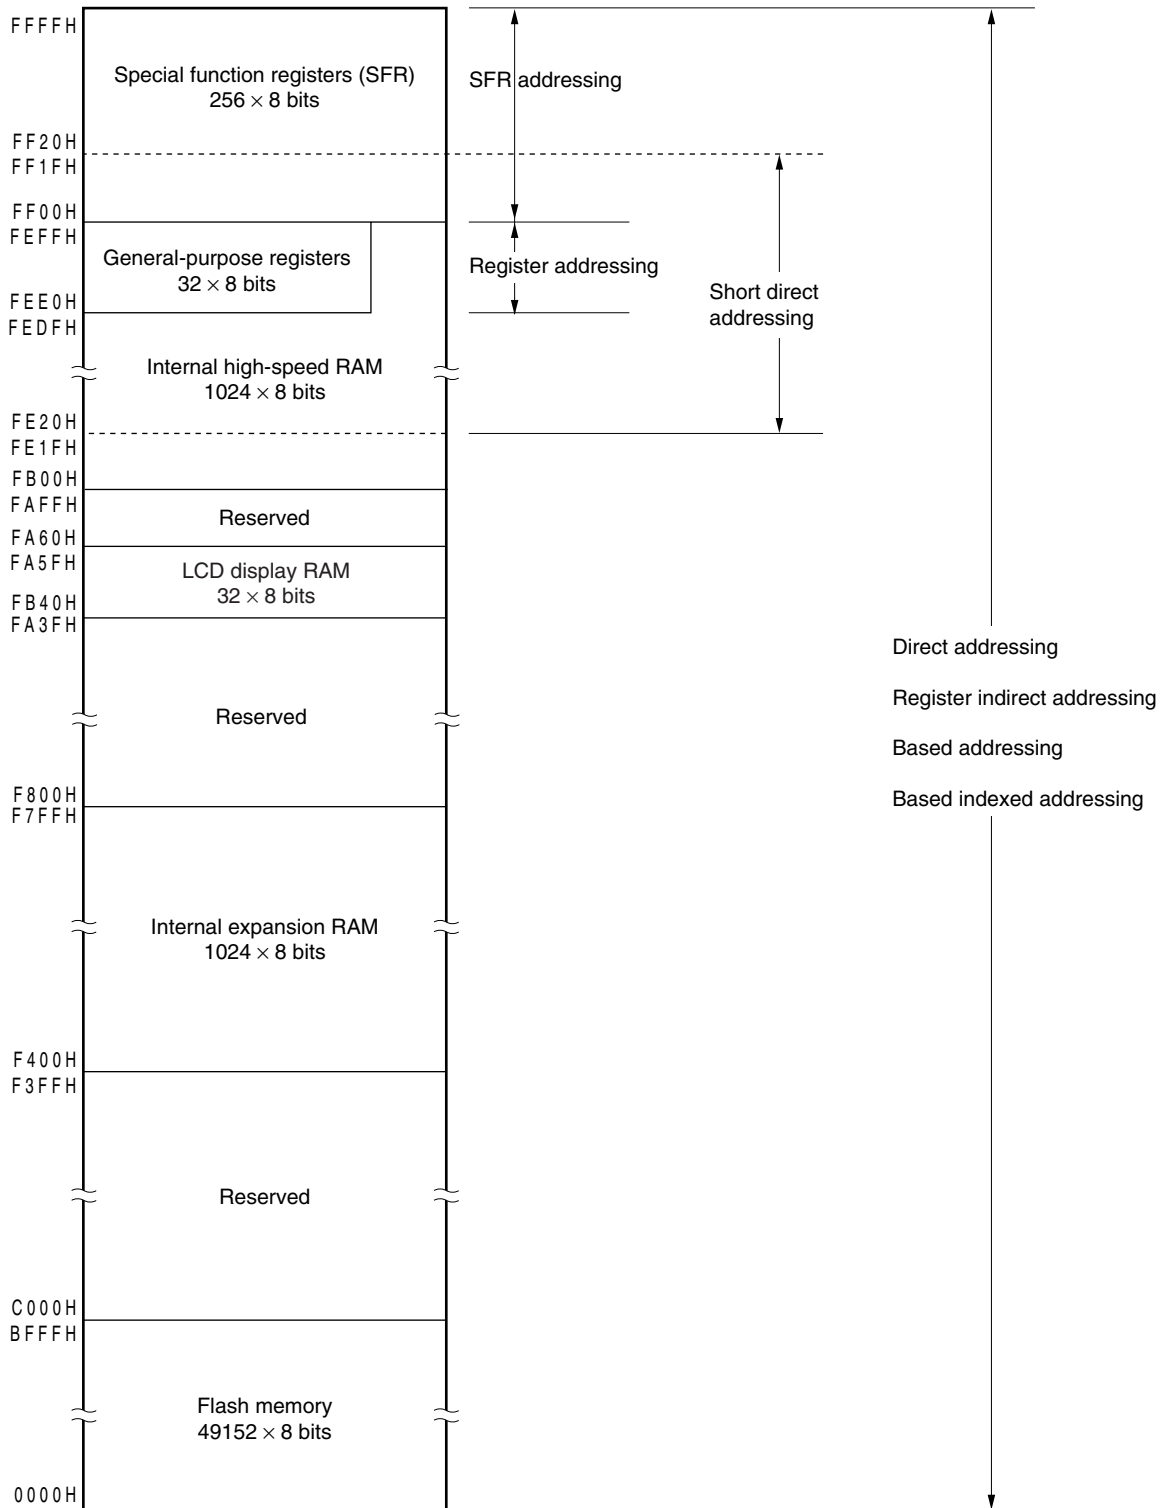 FFFFH
Special function registers (SFR)
256 × 8 bits
SFR addressing
FF20H
FF1FH
FF00H
FEFFH
General-purpose registers
32 × 8 bits
Register addressing
FEE0H
FEDFH
Short direct
addressing
Internal high-speed RAM
1024 × 8 bits
FE20H
FE1FH
FB00H
FAFFH
Reserved
FA60H
FA5FH
LCD display RAM
32 × 8 bits
FB40H
FA3FH
Direct addressing
Register indirect addressing
Based addressing
Based indexed addressing
Reserved
F800H
F7FFH
Internal expansion RAM
1024 × 8 bits
F400H
F3FFH
Reserved
C000H
BFFFH
Flash memory
49152 × 8 bits
0000H